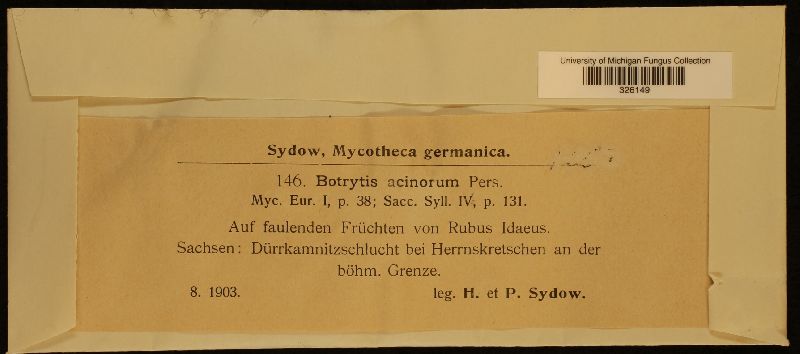 University of Michigan Fungus Collection
326149
Sydow, Mycotheca germanica.
146. Botrytis acinorum Pers.
Myc. Eur. I, p. 38; Sacc. Syll. IV, p. 131.
Auf faulenden Früchten von Rubus Idaeus.
Sachsen: Dürrkamnitzschlucht bei Herrnskretschen an der
böhm. Grenze.
8. 1903. leg. H. et P. Sydow.